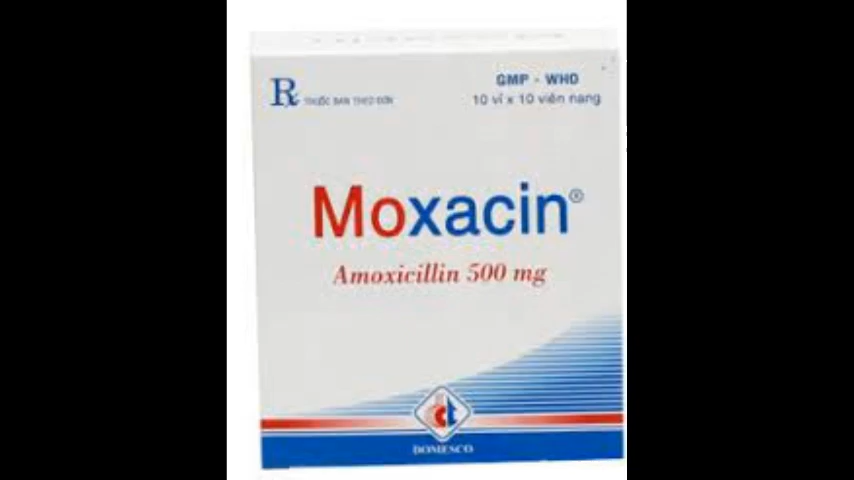 Rx THUỐC BÁN THEO ĐƠN
GMP - WHO
10 vỉ x 10 viên nang
Moxacin®
Amoxicillin 500 mg
DOMESCO